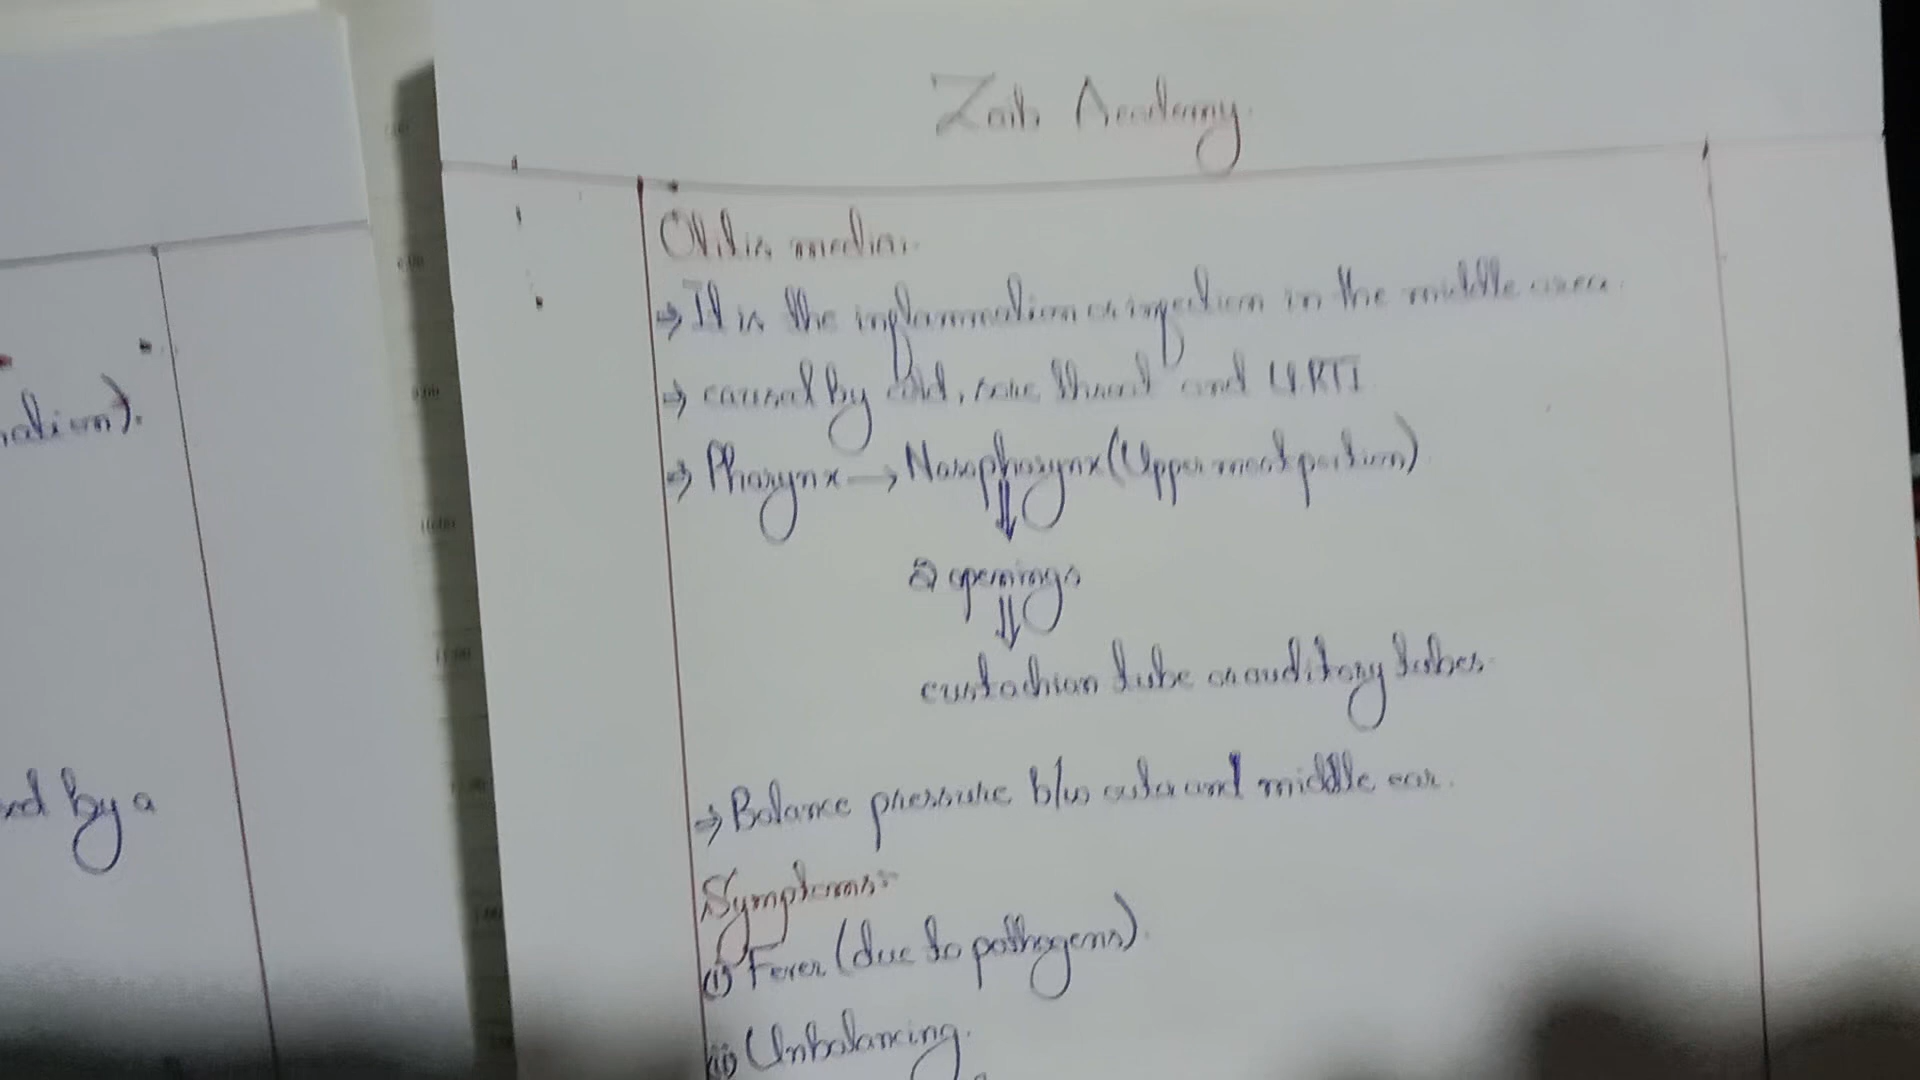 Zaib Academy
Otitis media:
⇒ It is the inflammation or infection in the middle area.
⇒ caused by cold, sore throat and URTI
⇒ Pharynx → Nasopharynx (Upper most portion)
⇓
2 openings
⇓
eustachian tube or auditory tubes.
⇒ Balance pressure b/w outer and middle ear.
Symptoms:-
(i) Fever (due to pathogens).
(ii) Unbalancing.
nation).
ed by a